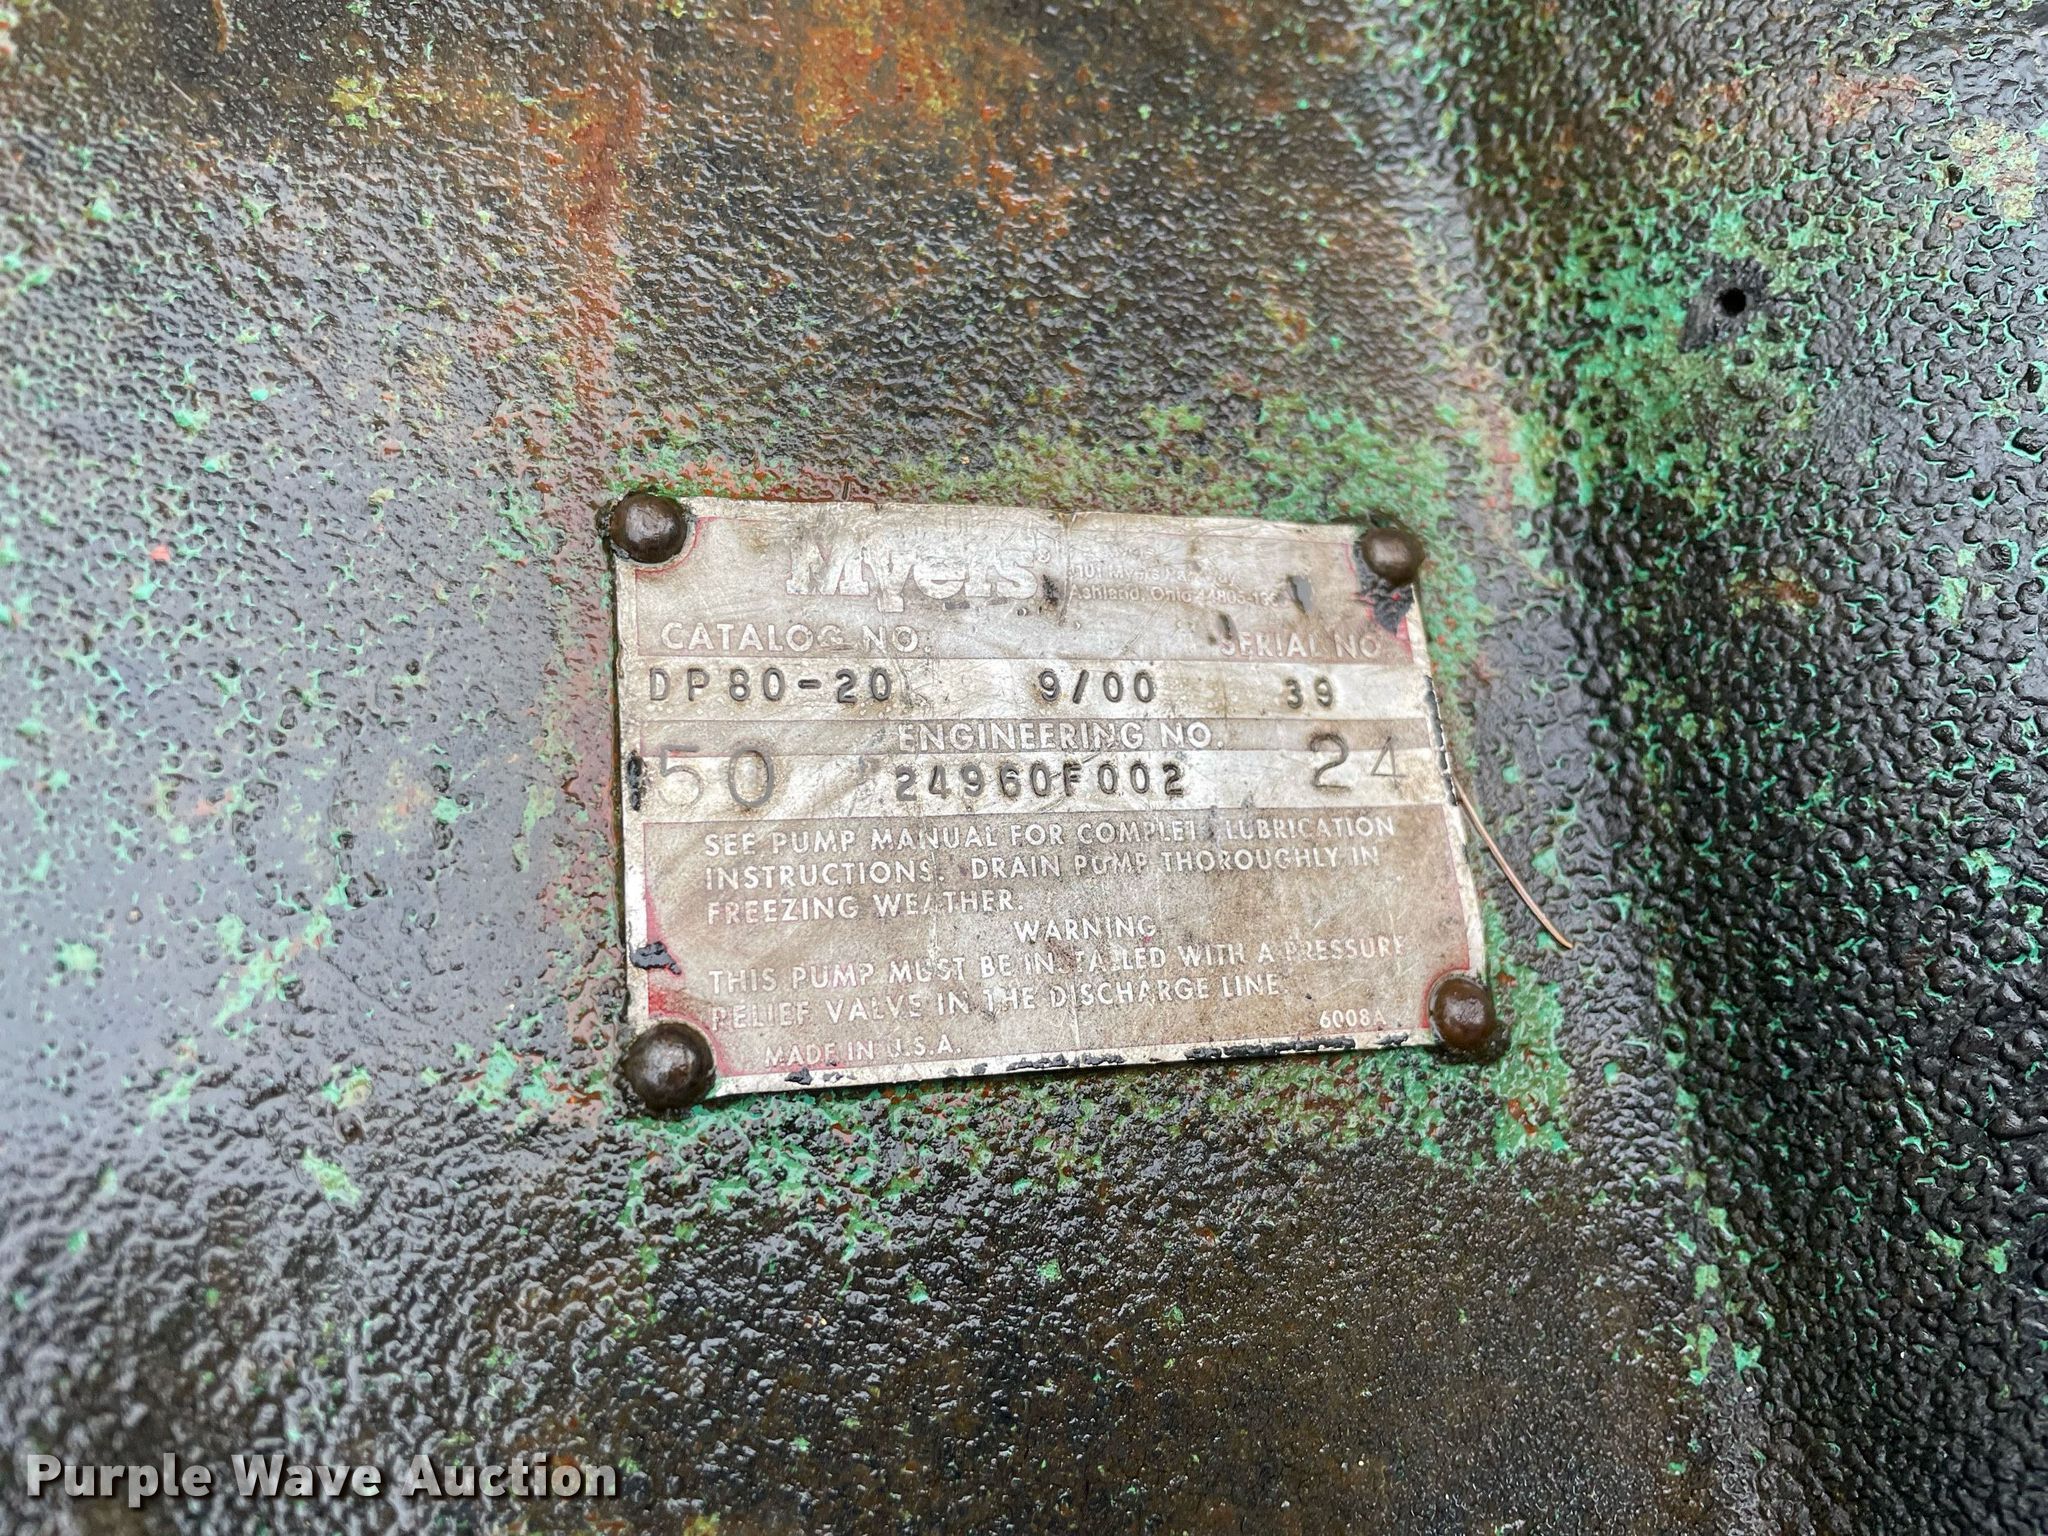 Myers®
Ashland, Ohio
CATALOG NO. SERIAL NO.
DP80-20 9/00 39
ENGINEERING NO.
50 24960F002 24
SEE PUMP MANUAL FOR COMPLETE LUBRICATION
INSTRUCTIONS. DRAIN PUMP THOROUGHLY IN
FREEZING WEATHER.
WARNING
THIS PUMP MUST BE INSTALLED WITH A PRESSURE
RELIEF VALVE IN THE DISCHARGE LINE.
6008A
MADE IN U.S.A.
Purple Wave Auction